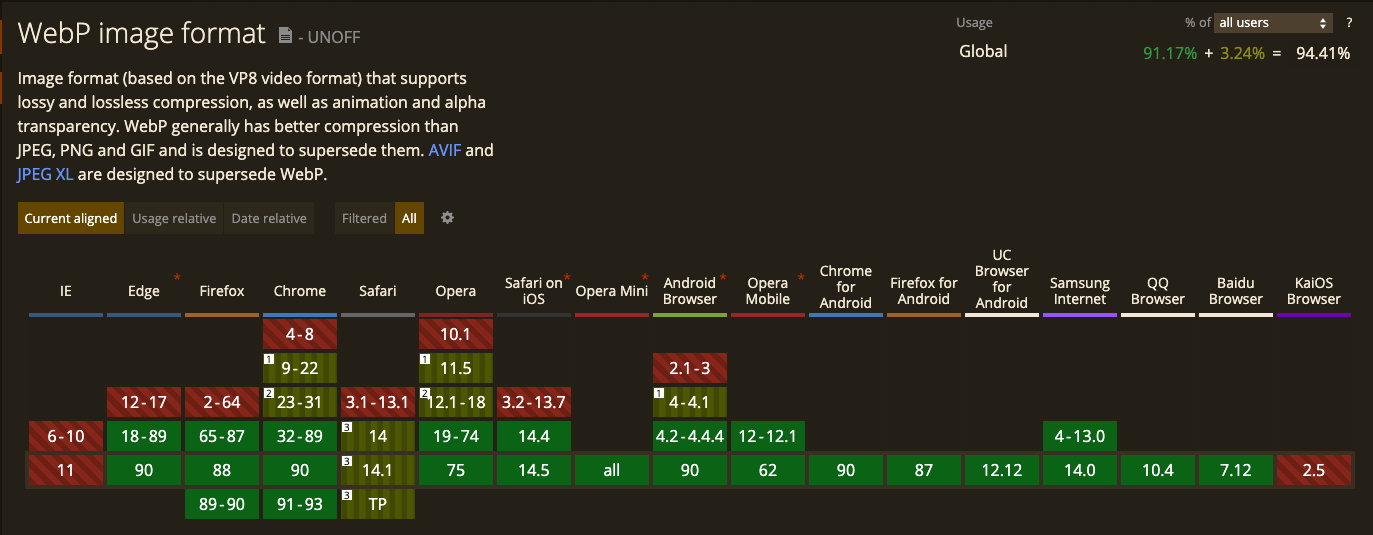 WebP image format - UNOFF
Usage % of all users ?
Global 91.17% + 3.24% = 94.41%
Image format (based on the VP8 video format) that supports
lossy and lossless compression, as well as animation and alpha
transparency. WebP generally has better compression than
JPEG, PNG and GIF and is designed to supersede them. AVIF and
JPEG XL are designed to supersede WebP.
Current aligned Usage relative Date relative Filtered All
IE
Edge *
Firefox
Chrome
Safari
Opera
Safari on *
iOS
Opera Mini *
Android *
Browser
Opera *
Mobile
Chrome
for
Android
Firefox for
Android
UC
Browser
for
Android
Samsung
Internet
QQ
Browser
Baidu
Browser
KaiOS
Browser
4-8 10.1
1 9-22 1 11.5 2.1-3
12-17 2-64 2 23-31 3.1-13.1 2 12.1-18 3.2-13.7 1 4-4.1
6-10 18-89 65-87 32-89 3 14 19-74 14.4 4.2-4.4.4 12-12.1 4-13.0
11 90 88 90 3 14.1 75 14.5 all 90 62 90 87 12.12 14.0 10.4 7.12 2.5
89-90 91-93 3 TP